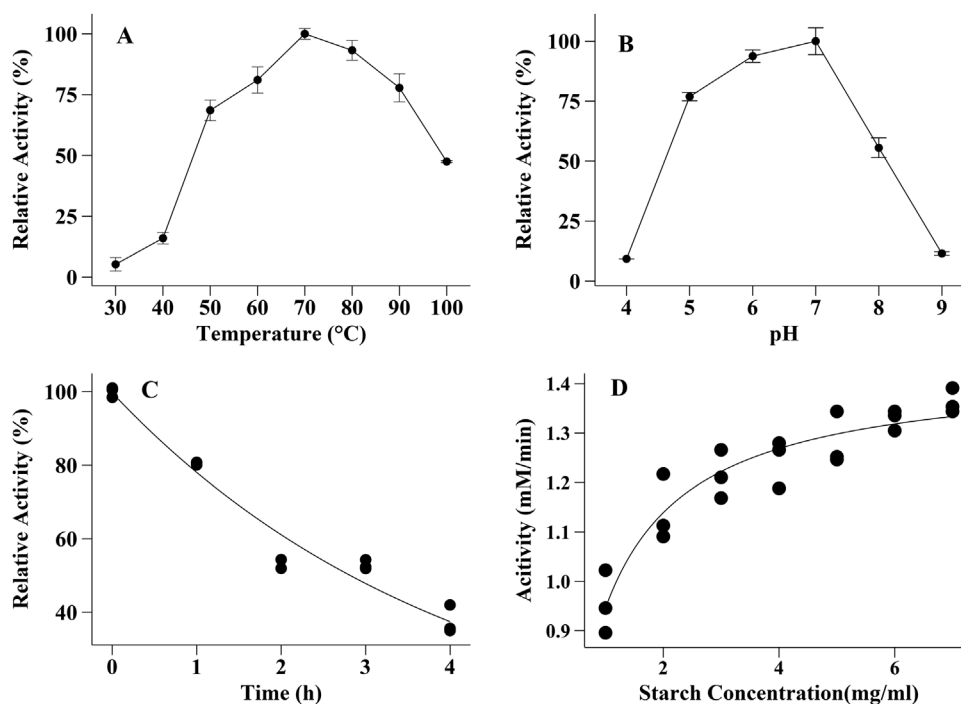 A
Relative Activity (%)
100
75
50
25
0
30 40 50 60 70 80 90 100
Temperature (°C)
B
Relative Activity (%)
100
75
50
25
0
4 5 6 7 8 9
pH
C
Relative Activity (%)
100
80
60
40
0 1 2 3 4
Time (h)
D
Acitivity (mM/min)
1.4
1.3
1.2
1.1
1.0
0.9
2 4 6
Starch Concentration(mg/ml)